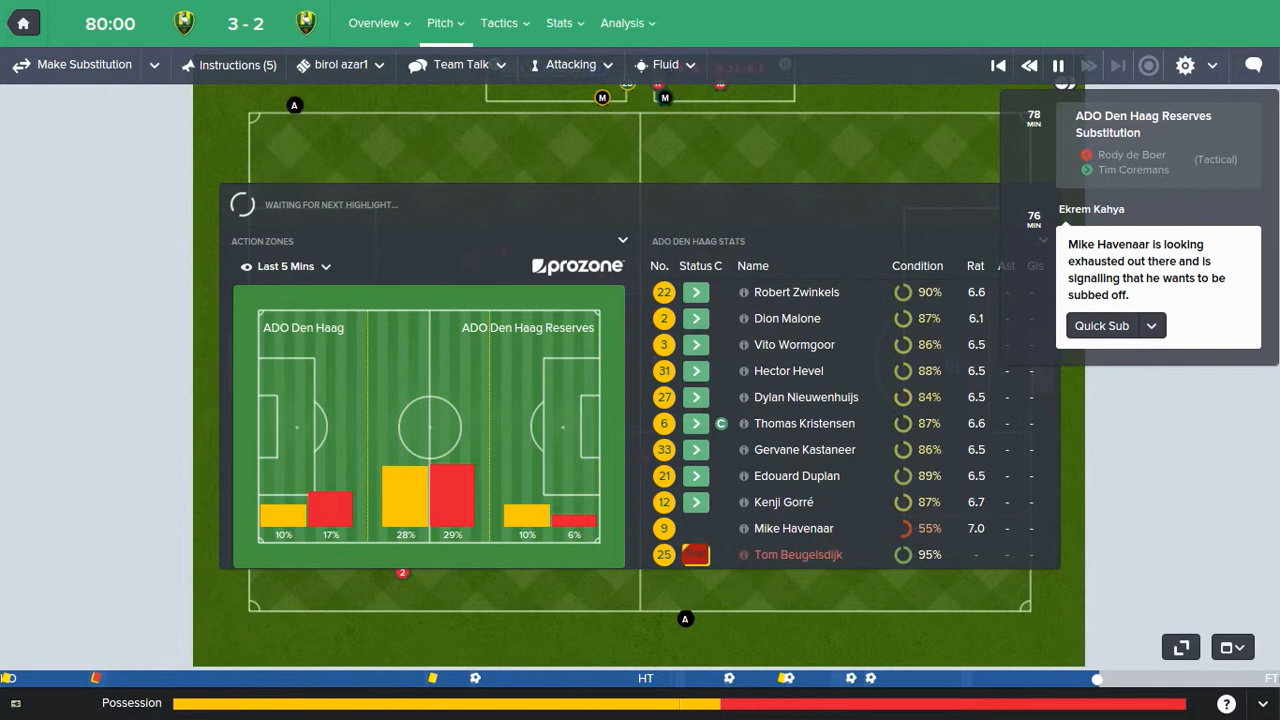 80:00
3 - 2
Overview
Pitch
Tactics
Stats
Analysis
Make Substitution
Instructions (5)
birol azar1
Team Talk
Attacking
Fluid
A
M
M
WAITING FOR NEXT HIGHLIGHT...
ACTION ZONES
Last 5 Mins
prozone
ADO Den Haag
ADO Den Haag Reserves
10%
17%
28%
29%
10%
6%
ADO DEN HAAG STATS
No. Status C Name Condition Rat Ast Gls
22 Robert Zwinkels 90% 6.6 - -
2 Dion Malone 87% 6.1 - -
3 Vito Wormgoor 86% 6.5 - -
31 Hector Hevel 88% 6.5 - -
27 Dylan Nieuwenhuijs 84% 6.5 - -
6 C Thomas Kristensen 87% 6.6 - -
33 Gervane Kastaneer 86% 6.5 - -
21 Edouard Duplan 89% 6.5 - -
12 Kenji Gorré 87% 6.7 - -
9 Mike Havenaar 55% 7.0 - -
25 Tom Beugelsdijk 95% - - -
78
MIN
ADO Den Haag Reserves
Substitution
Rody de Boer
Tim Coremans
(Tactical)
76
MIN
Ekrem Kahya
Mike Havenaar is looking
exhausted out there and is
signalling that he wants to be
subbed off.
Quick Sub
2
A
HT
FT
Possession
?